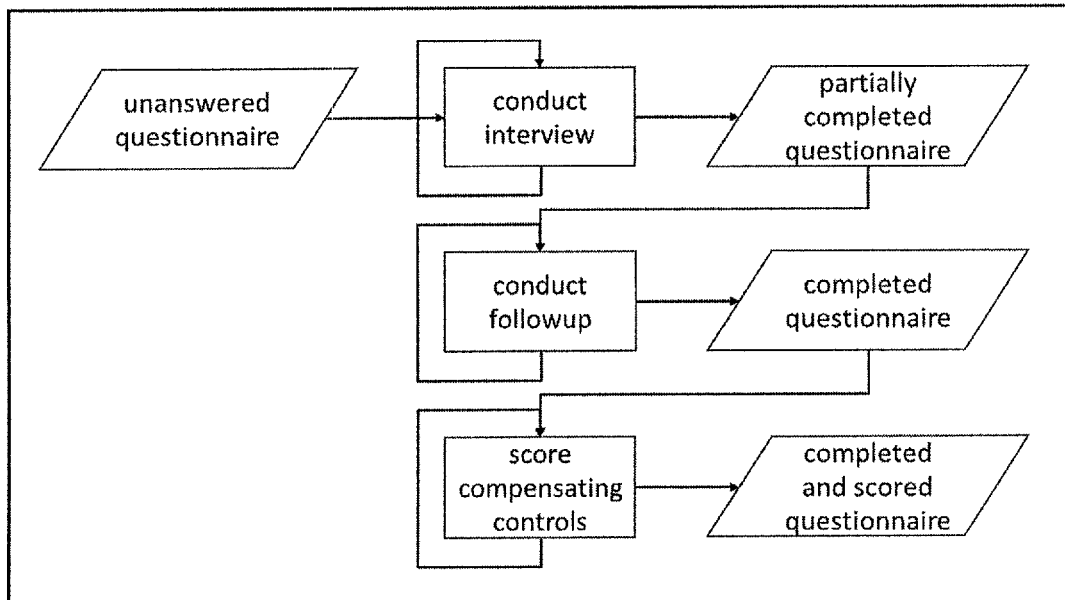 unanswered
questionnaire
conduct
interview
partially
completed
questionnaire
conduct
followup
completed
questionnaire
score
compensating
controls
completed
and scored
questionnaire